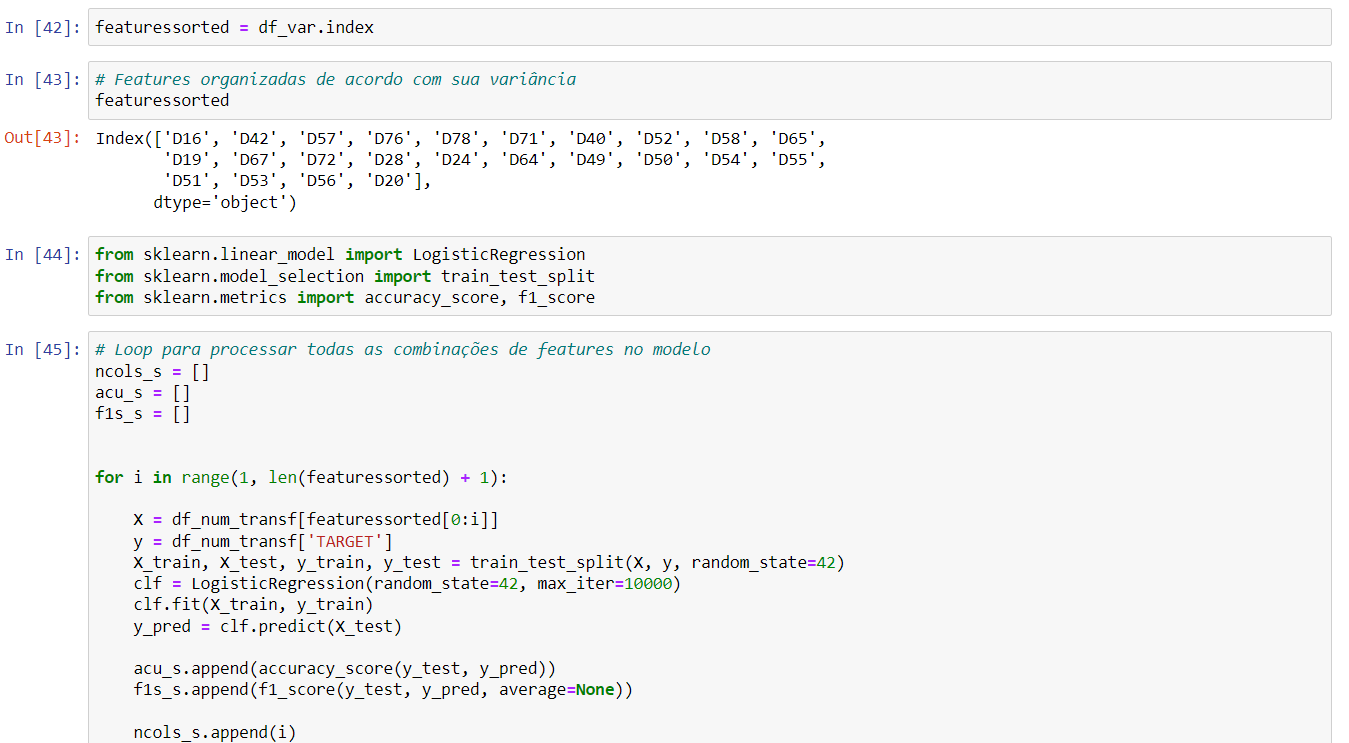 In [42]: featuressorted = df_var.index
In [43]: # Features organizadas de acordo com sua variância
featuressorted
Out[43]: Index(['D16', 'D42', 'D57', 'D76', 'D78', 'D71', 'D40', 'D52', 'D58', 'D65',
'D19', 'D67', 'D72', 'D28', 'D24', 'D64', 'D49', 'D50', 'D54', 'D55',
'D51', 'D53', 'D56', 'D20'],
dtype='object')
In [44]: from sklearn.linear_model import LogisticRegression
from sklearn.model_selection import train_test_split
from sklearn.metrics import accuracy_score, f1_score
In [45]: # Loop para processar todas as combinações de features no modelo
ncols_s = []
acu_s = []
f1s_s = []
for i in range(1, len(featuressorted) + 1):
X = df_num_transf[featuressorted[0:i]]
y = df_num_transf['TARGET']
X_train, X_test, y_train, y_test = train_test_split(X, y, random_state=42)
clf = LogisticRegression(random_state=42, max_iter=10000)
clf.fit(X_train, y_train)
y_pred = clf.predict(X_test)
acu_s.append(accuracy_score(y_test, y_pred))
f1s_s.append(f1_score(y_test, y_pred, average=None))
ncols_s.append(i)